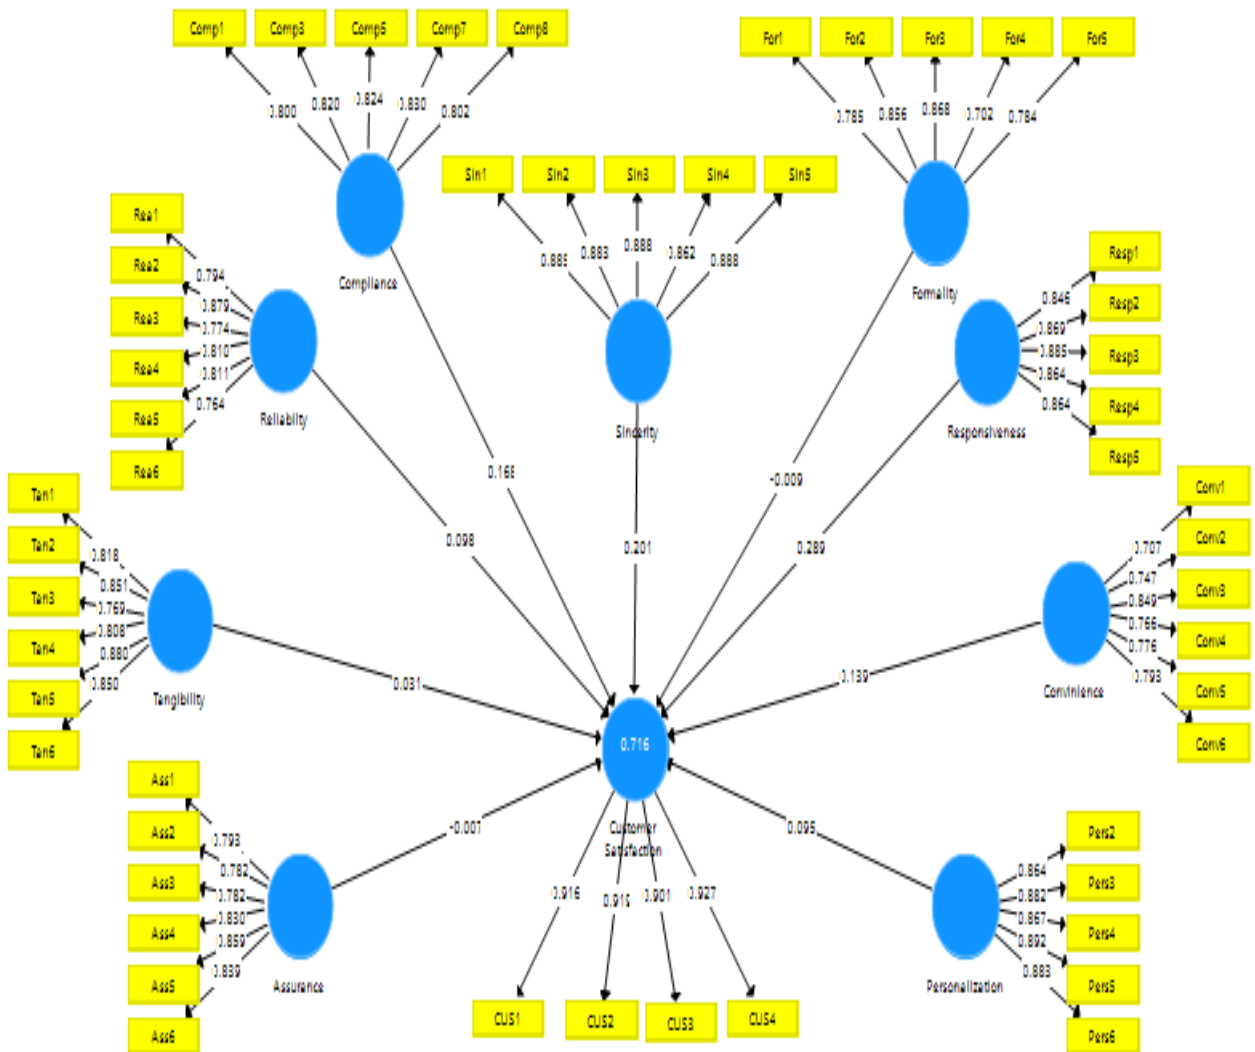 Comp1 Comp3 Comp5 Comp7 Comp8
For1 For2 For3 For4 For5
0.800 0.820 0.824 0.830 0.802
0.785 0.856 0.868 0.702 0.784
Compliance
Formality
Sin1 Sin2 Sin3 Sin4 Sin5
0.883 0.888 0.862 0.888
Sincerity
Rea1
Rea2
Rea3
Rea4
Rea5
Rea6
0.794
0.879
0.774
0.810
0.811
0.764
Reliability
Resp1
Resp2
Resp3
Resp4
Resp5
0.846
0.869
0.885
0.864
0.864
Responsiveness
0.098
0.201
-0.009
0.289
Tan1
Tan2
Tan3
Tan4
Tan5
Tan6
0.818
0.851
0.769
0.808
0.880
0.850
Tangibility
0.031
Conv1
Conv2
Conv3
Conv4
Conv5
Conv6
0.707
0.747
0.849
0.766
0.776
0.793
Convinience
0.139
0.716
Customer
Satisfaction
Ass1
Ass2
Ass3
Ass4
Ass5
Ass6
0.793
0.782
0.782
0.830
0.859
0.839
Assurance
-0.007
0.916 0.901 0.927
CUS1 CUS2 CUS3 CUS4
0.095
Pers2
Pers3
Pers4
Pers5
Pers6
0.864
0.882
0.867
0.892
0.883
Personalization